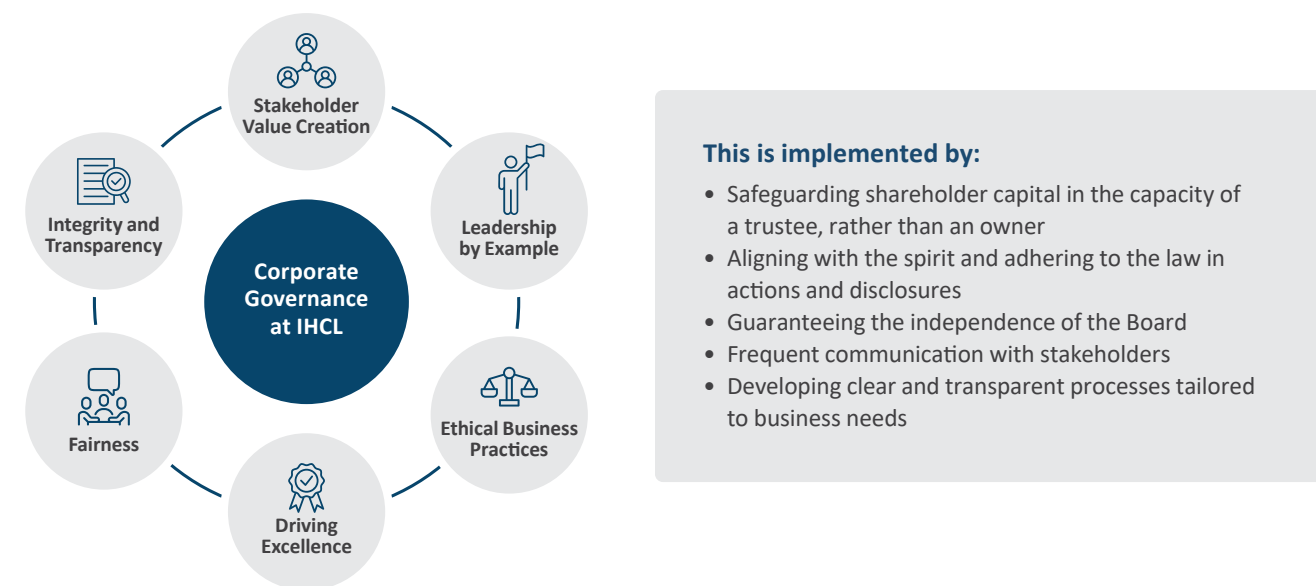 Stakeholder
Value Creation
Leadership
by Example
Ethical Business
Practices
Driving
Excellence
Fairness
Integrity and
Transparency
Corporate
Governance
at IHCL
This is implemented by:
• Safeguarding shareholder capital in the capacity of
a trustee, rather than an owner
• Aligning with the spirit and adhering to the law in
actions and disclosures
• Guaranteeing the independence of the Board
• Frequent communication with stakeholders
• Developing clear and transparent processes tailored
to business needs